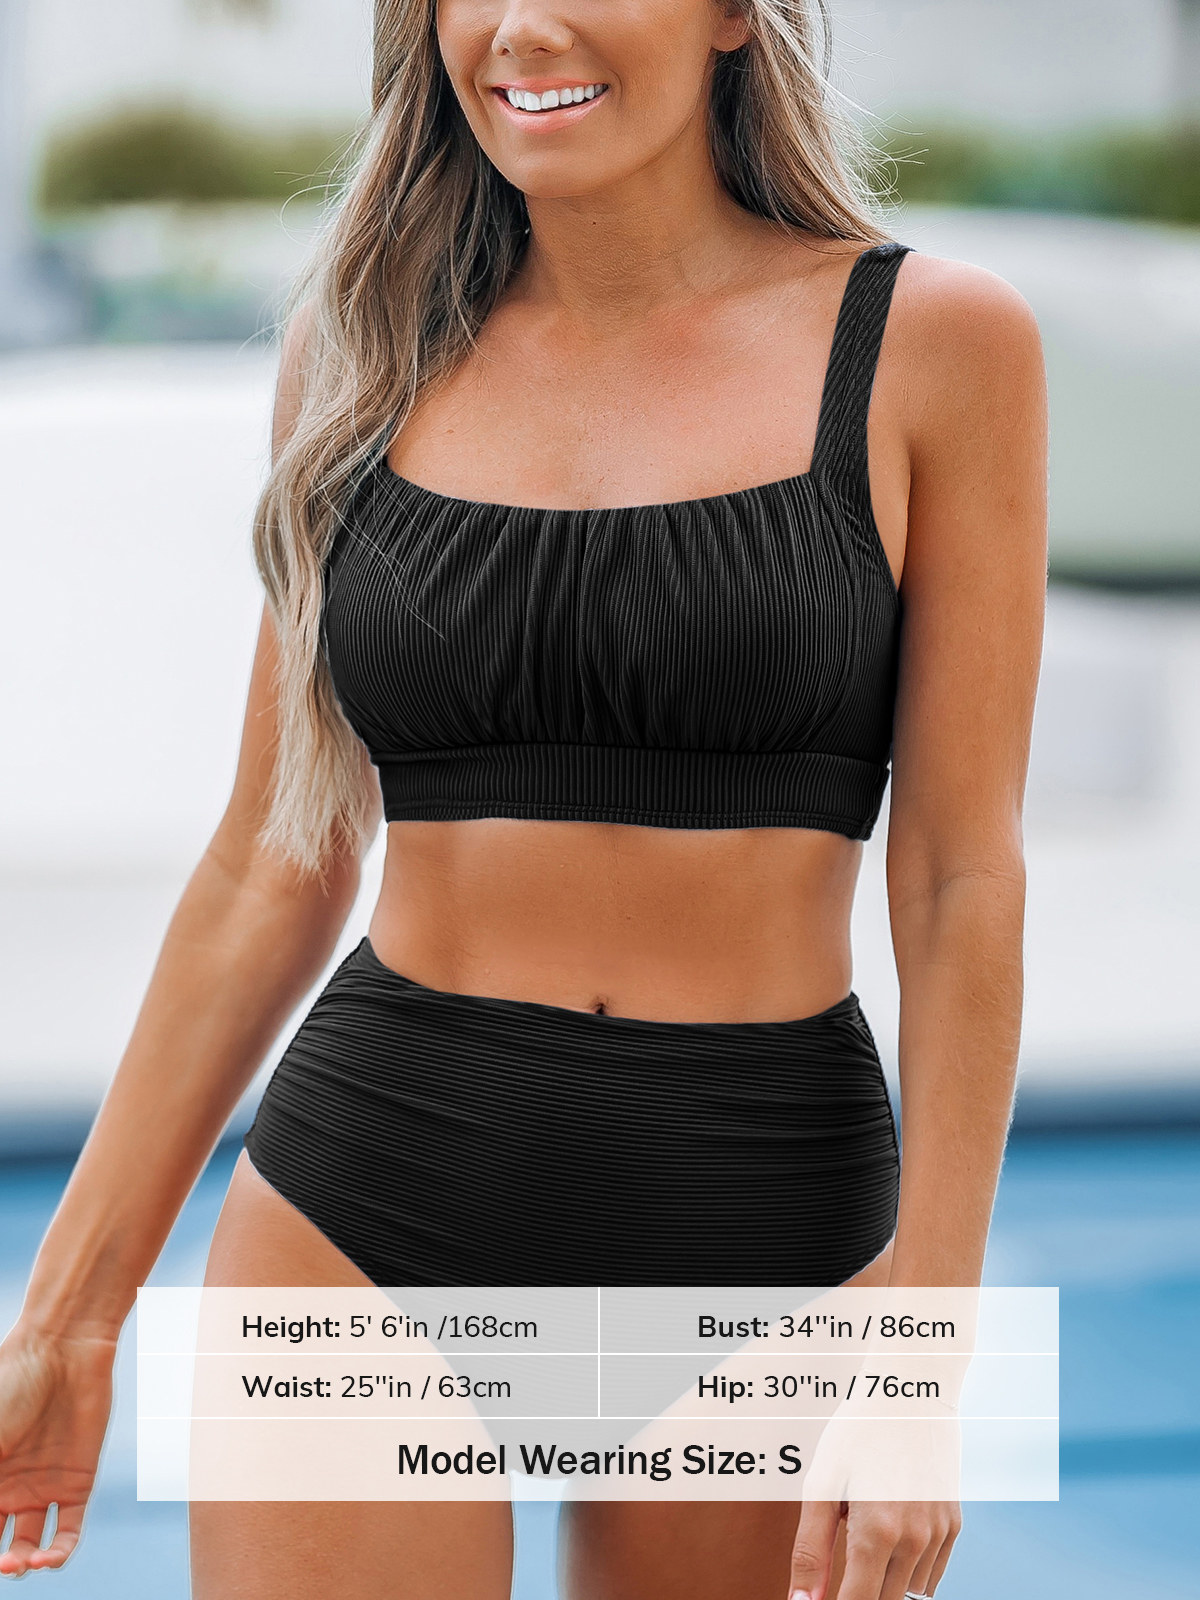 Height: 5' 6'in /168cm
Bust: 34''in / 86cm
Waist: 25''in / 63cm
Hip: 30''in / 76cm
Model Wearing Size: S